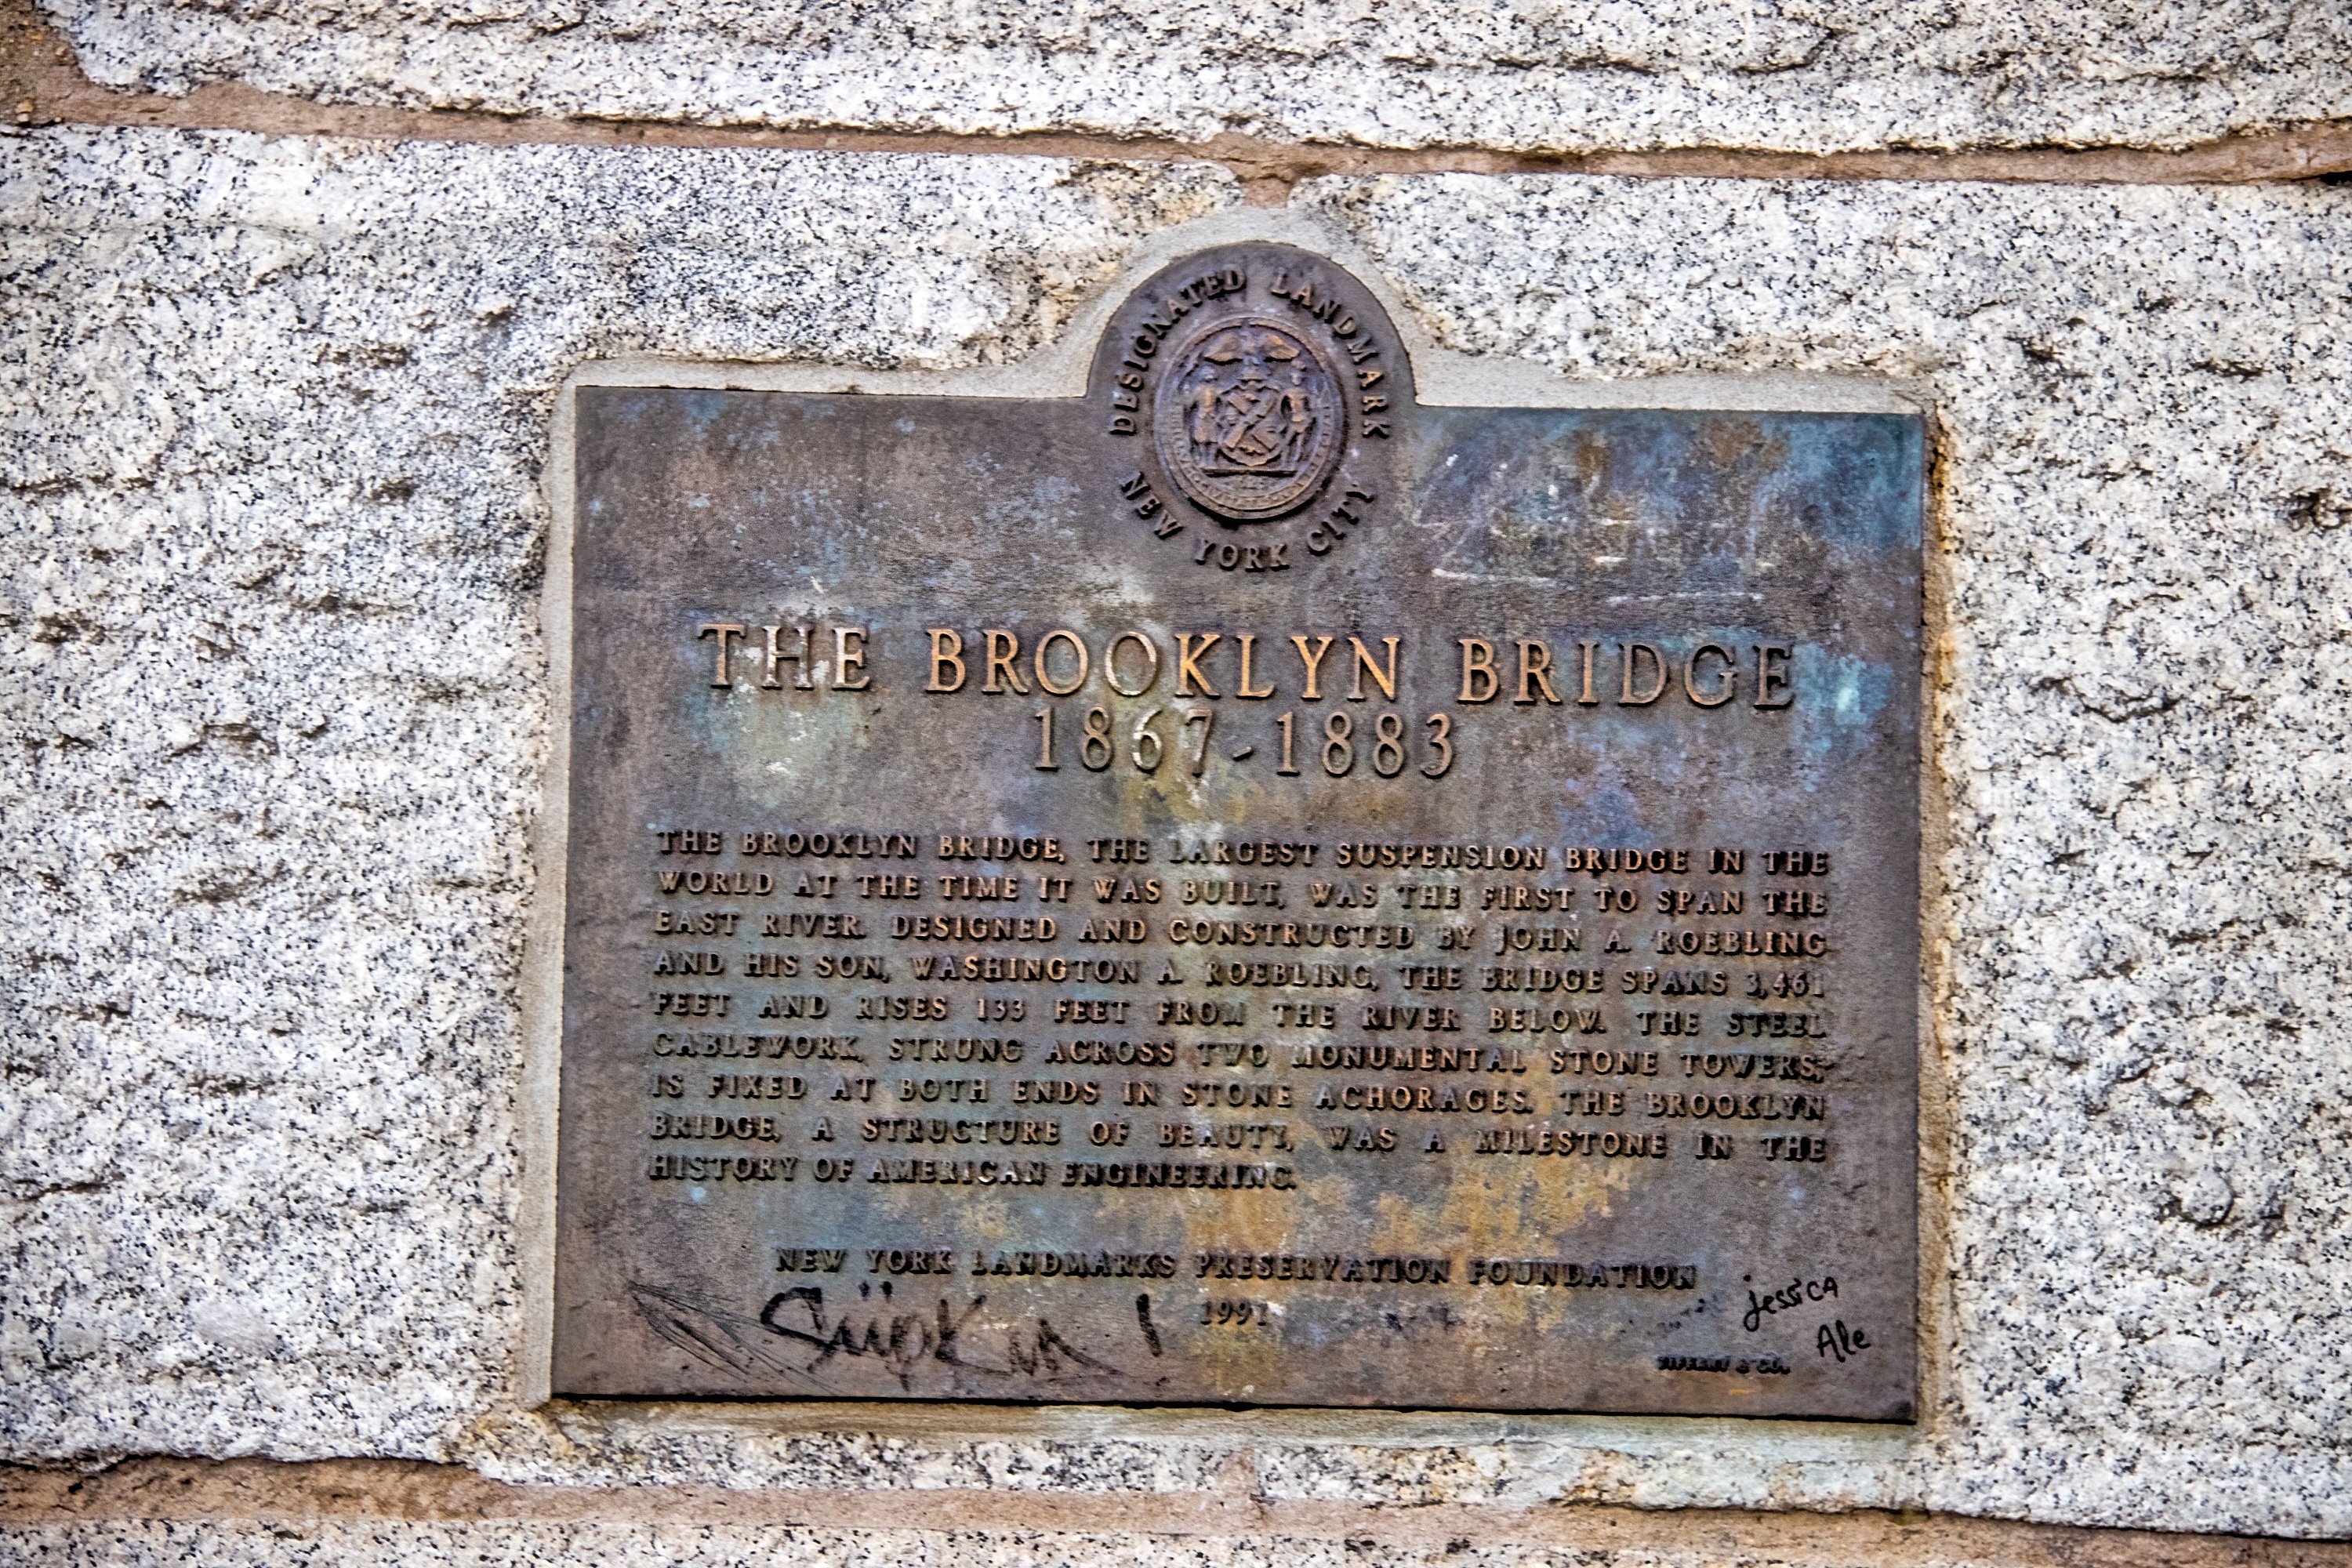 DESIGNATED LANDMARK
NEW YORK CITY
THE BROOKLYN BRIDGE
1867-1883
THE BROOKLYN BRIDGE, THE LARGEST SUSPENSION BRIDGE IN THE
WORLD AT THE TIME IT WAS BUILT, WAS THE FIRST TO SPAN THE
EAST RIVER. DESIGNED AND CONSTRUCTED BY JOHN A. ROEBLING
AND HIS SON, WASHINGTON A. ROEBLING, THE BRIDGE SPANS 3,461
FEET AND RISES 133 FEET FROM THE RIVER BELOW. THE STEEL
CABLEWORK, STRUNG ACROSS TWO MONUMENTAL STONE TOWERS,
IS FIXED AT BOTH ENDS IN STONE ACHORAGES. THE BROOKLYN
BRIDGE, A STRUCTURE OF BEAUTY, WAS A MILESTONE IN THE
HISTORY OF AMERICAN ENGINEERING.
NEW YORK LANDMARKS PRESERVATION FOUNDATION
1991
jessicA
Ale
TIFFANY & CO.